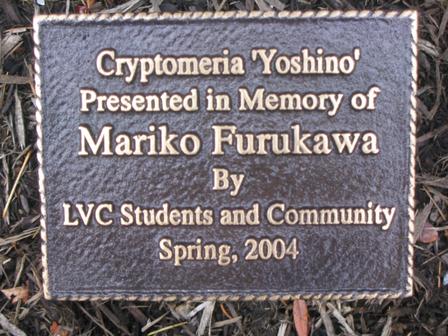 Cryptomeria 'Yoshino'
Presented in Memory of
Mariko Furukawa
By
LVC Students and Community
Spring, 2004